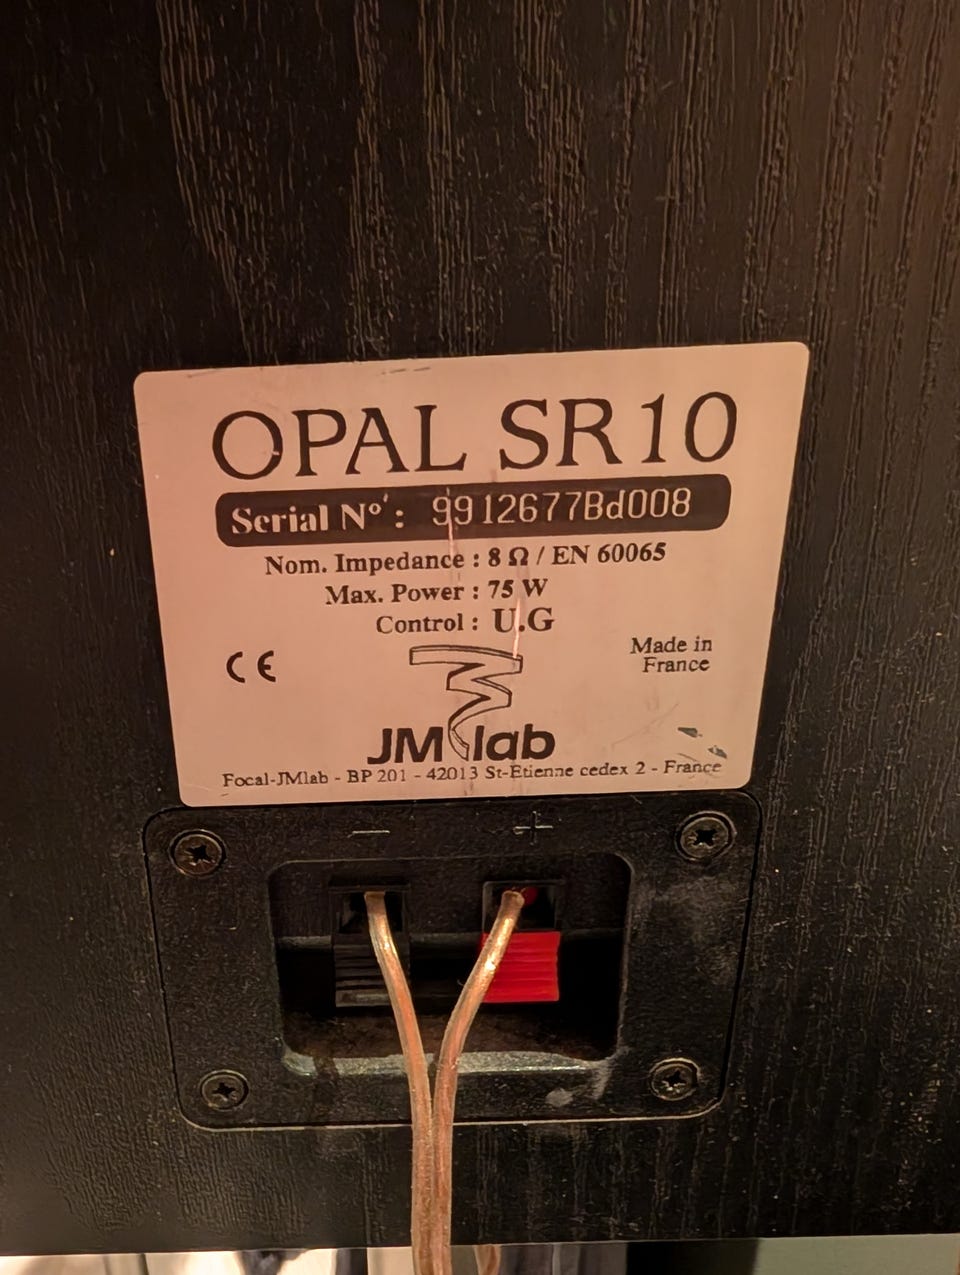 OPAL SR10
Serial Nº : 9912677Bd008
Nom. Impedance : 8 Ω / EN 60065
Max. Power : 75 W
Control : U.G
CE
Made in
France
JMlab
Focal-JMlab - BP 201 - 42013 St-Etienne cedex 2 - France
- +